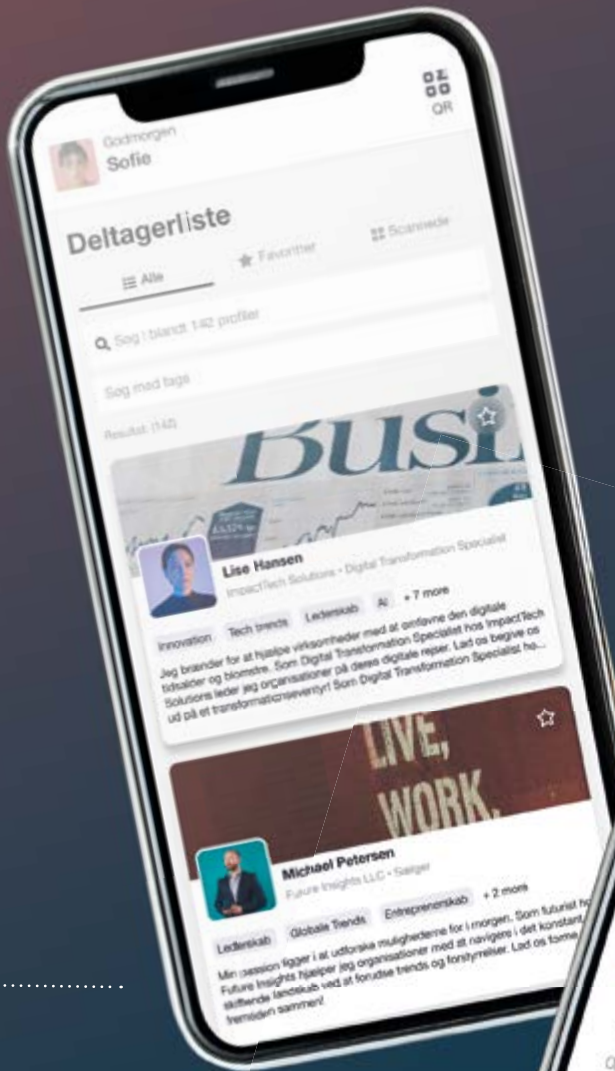 Godmorgen
Sofie
QR
Deltagerliste
Alle
Favoritter
Scannede
Søg i blandt 142 profiler
Søg med tags
Resultat: (142)
Busi
Lise Hansen
ImpactTech Solutions • Digital Transformation Specialist
Innovation Tech trends Lederskab AI + 7 more
Jeg brænder for at hjælpe virksomheder med at omfavne den digitale
tidsalder og blomstre. Som Digital Transformation Specialist hos ImpactTech
Solutions leder jeg organisationer på deres digitale rejser. Lad os begive os
ud på et transformationseventyr! Som Digital Transformation Specialist ho...
LIVE,
WORK,
Michael Petersen
Future Insights LLC • Sælger
Lederskab Globale Trends Entreprenørskab + 2 more
Min passion ligger i at udforske mulighederne for i morgen. Som futurist ho
Future Insights hjælper jeg organisationer med at navigere i det konstant
skiftende landskab ved at forudse trends og forstyrrelser. Lad os forme
fremtiden sammen!